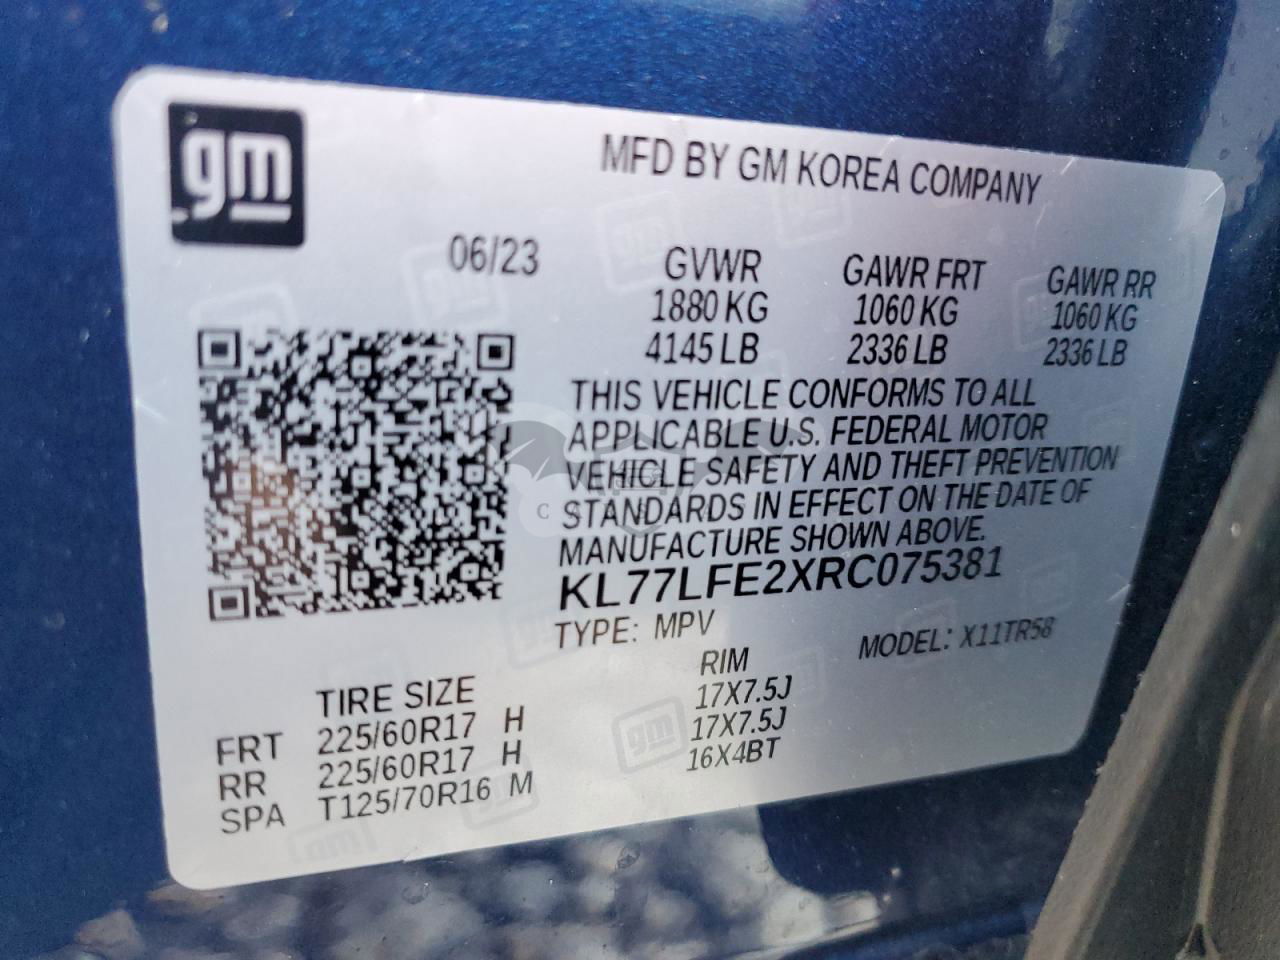 gm
MFD BY GM KOREA COMPANY
06/23
GVWR GAWR FRT GAWR RR
1880 KG 1060 KG 1060 KG
4145 LB 2336 LB 2336 LB
THIS VEHICLE CONFORMS TO ALL
APPLICABLE U.S. FEDERAL MOTOR
VEHICLE SAFETY AND THEFT PREVENTION
STANDARDS IN EFFECT ON THE DATE OF
MANUFACTURE SHOWN ABOVE.
KL77LFE2XRC075381
TYPE: MPV MODEL: X11TR58
TIRE SIZE RIM
FRT 225/60R17 H 17X7.5J
RR 225/60R17 H 17X7.5J
SPA T125/70R16 M 16X4BT
gm